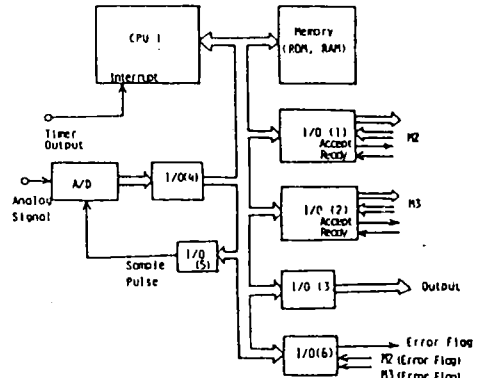 CPU 1
Interrupt
Memory
(ROM, RAM)
Timer
Output
I/O (1)
Accept
Ready
M2
A/D
I/O(4)
Analog
Signal
I/O (2)
Accept
Ready
M3
I/O
(5)
Sample
Pulse
I/O (3
Output
I/O(6)
Error Flag
M2 (Error Flag)
M3 (Error Flag)